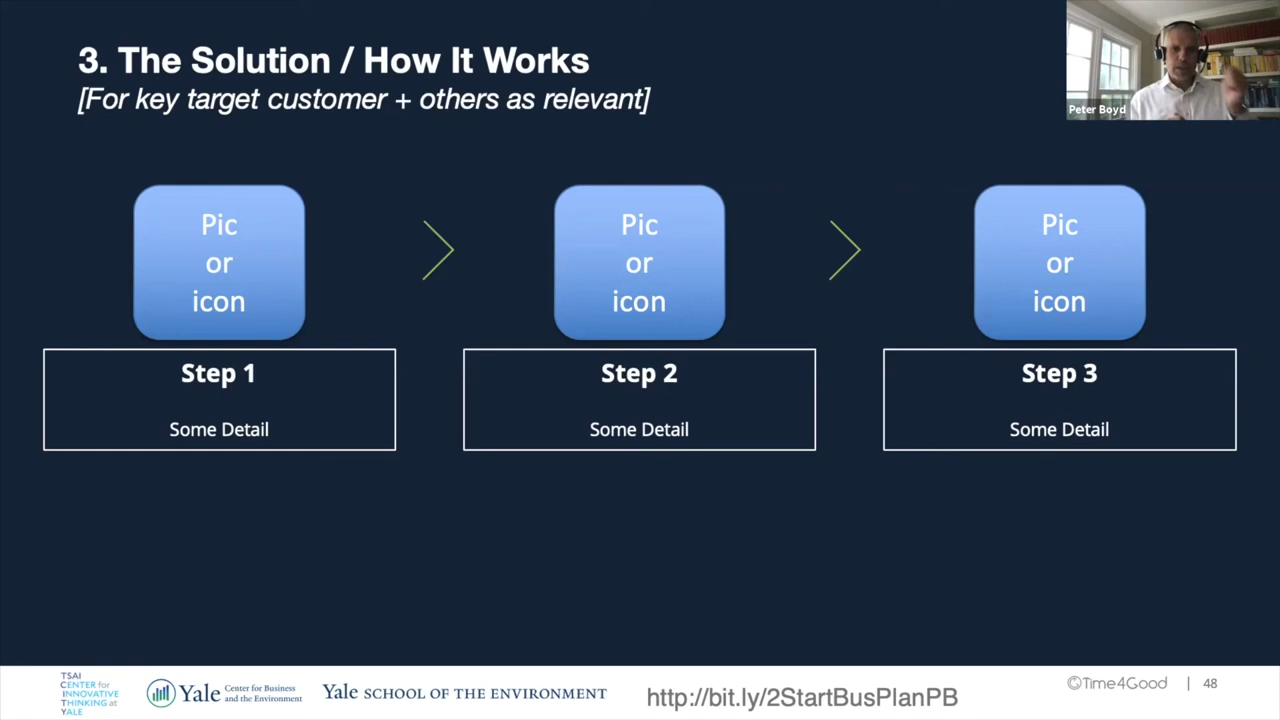 3. The Solution / How It Works
[For key target customer + others as relevant]
Peter Boyd
Pic
or
icon
Pic
or
icon
Pic
or
icon
Step 1
Some Detail
Step 2
Some Detail
Step 3
Some Detail
TSAI
CENTER for
INNOVATIVE
THINKING at
YALE
Yale Center for Business
and the Environment
Yale SCHOOL OF THE ENVIRONMENT
http://bit.ly/2StartBusPlanPB
©Time4Good | 48